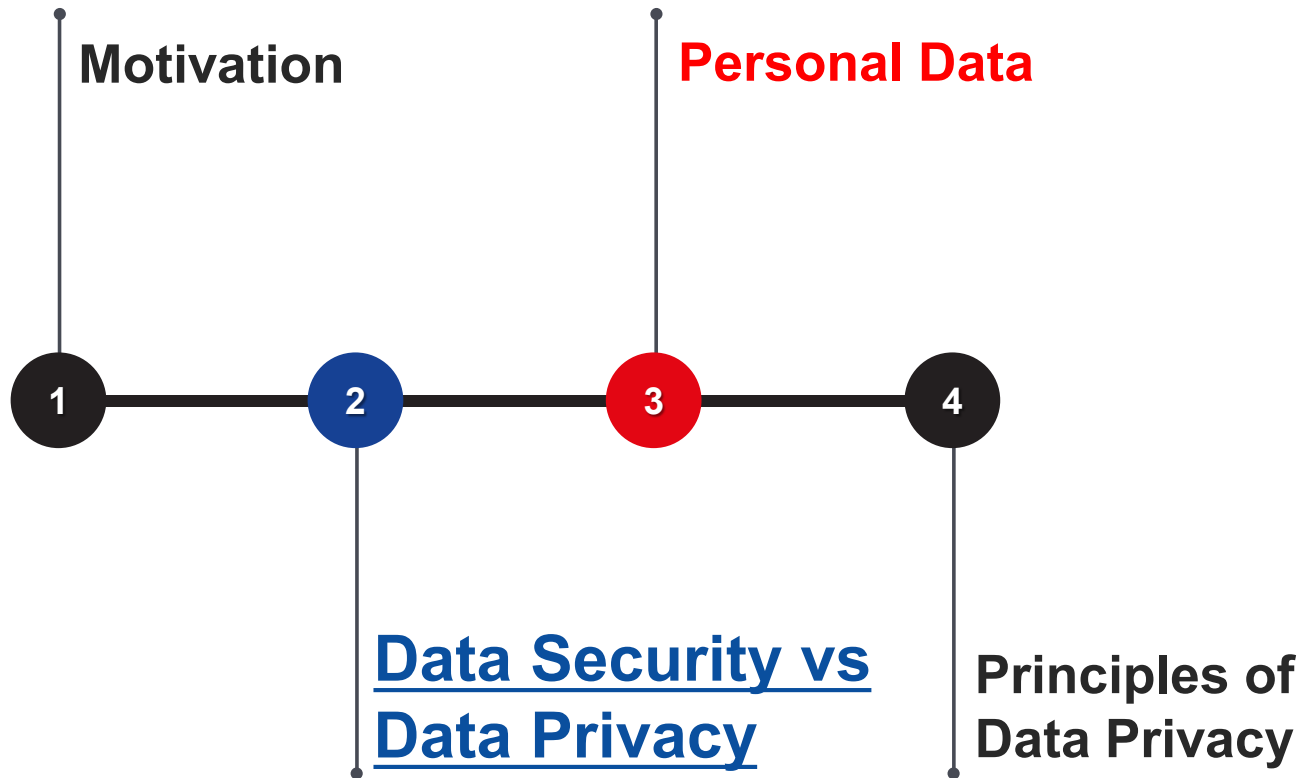 Motivation
Personal Data
1
2
3
4
Data Security vs
Data Privacy
Principles of
Data Privacy